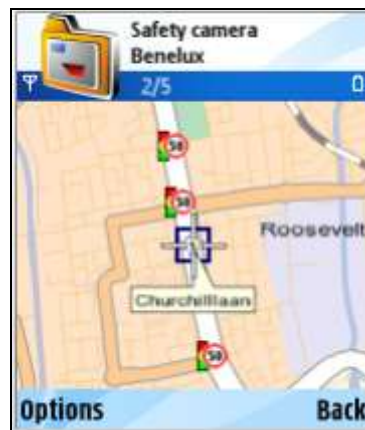 Safety camera
Benelux
2/5
50
50
Roosevelt
Churchilllaan
50
Options Back